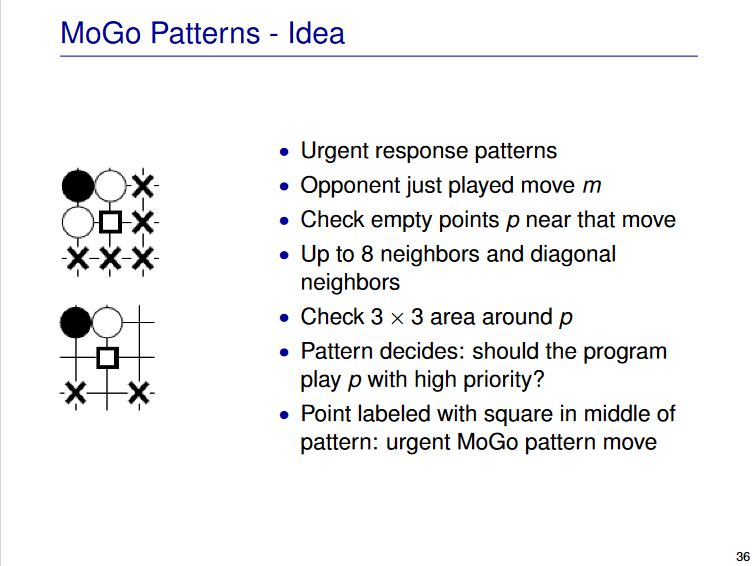 MoGo Patterns - Idea
• Urgent response patterns
• Opponent just played move m
• Check empty points p near that move
• Up to 8 neighbors and diagonal
neighbors
• Check 3 × 3 area around p
• Pattern decides: should the program
play p with high priority?
• Point labeled with square in middle of
pattern: urgent MoGo pattern move
36